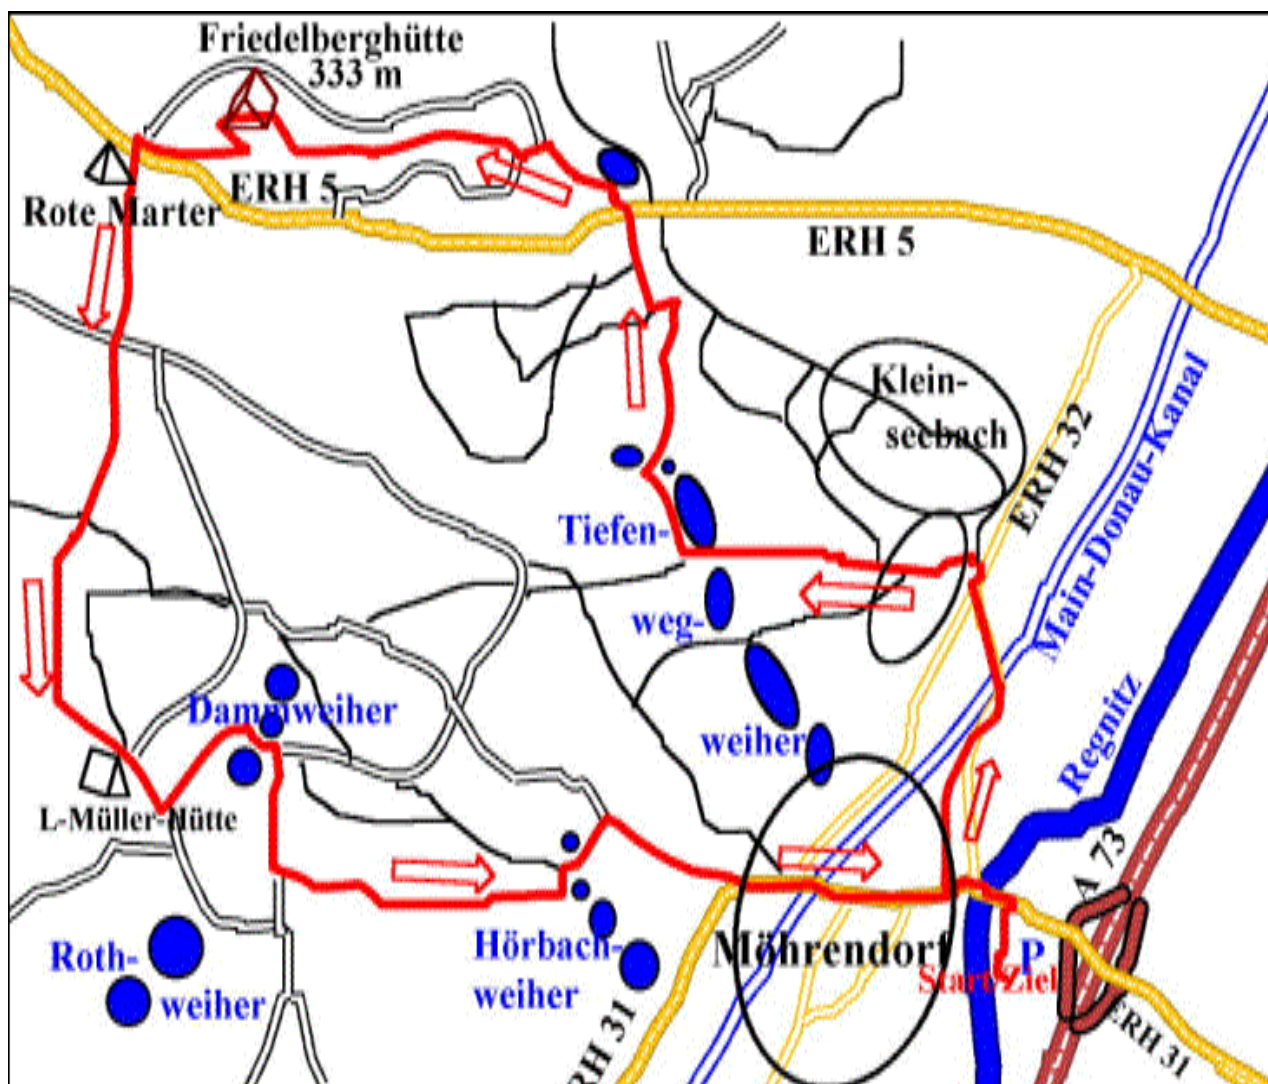 Friedelberghütte
333 m
ERH 5
Rote Marter
ERH 5
Klein-
seebach
ERH 32
Main-Donau-Kanal
Tiefen-
weg-
weiher
Regnitz
Dammweiher
L-Müller-Hütte
A 73
Roth-
weiher
Hörbach-
weiher
Möhrendorf
P
Start/Ziel
RH 31
ERH 31